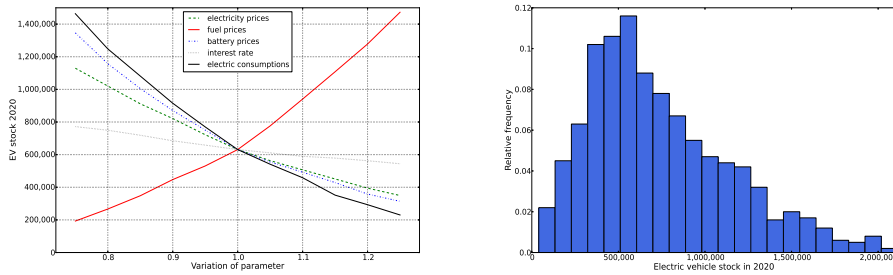 1,400,000
1,200,000
1,000,000
800,000
600,000
400,000
200,000
0
EV stock 2020
0.8
0.9
1.0
1.1
1.2
Variation of parameter
electricity prices
fuel prices
battery prices
interest rate
electric consumptions
0.12
0.1
0.08
0.06
0.04
0.02
0.0
Relative frequency
0
500,000
1,000,000
1,500,000
2,000,00
Electric vehicle stock in 2020